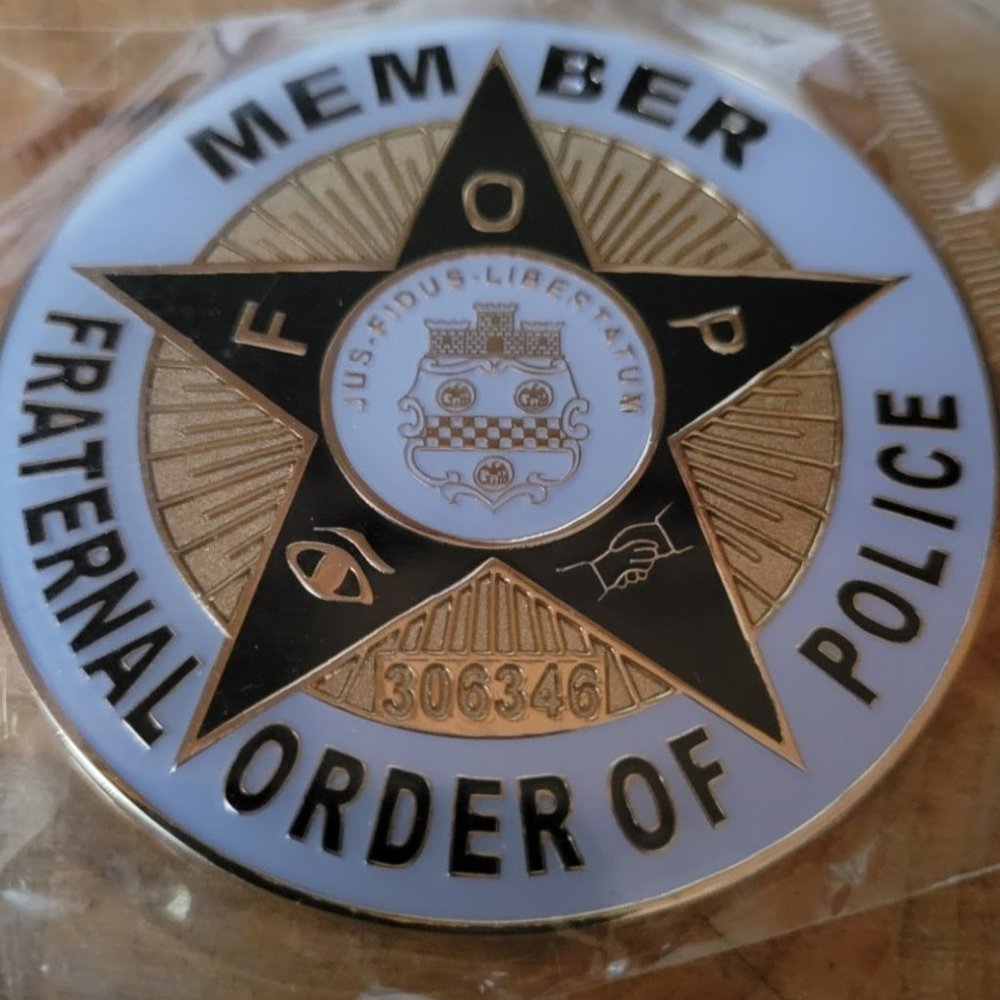 MEMBER
F O P
JUS-FIDUS-LIBERTATUM
306346
FRATERNAL ORDER OF POLICE